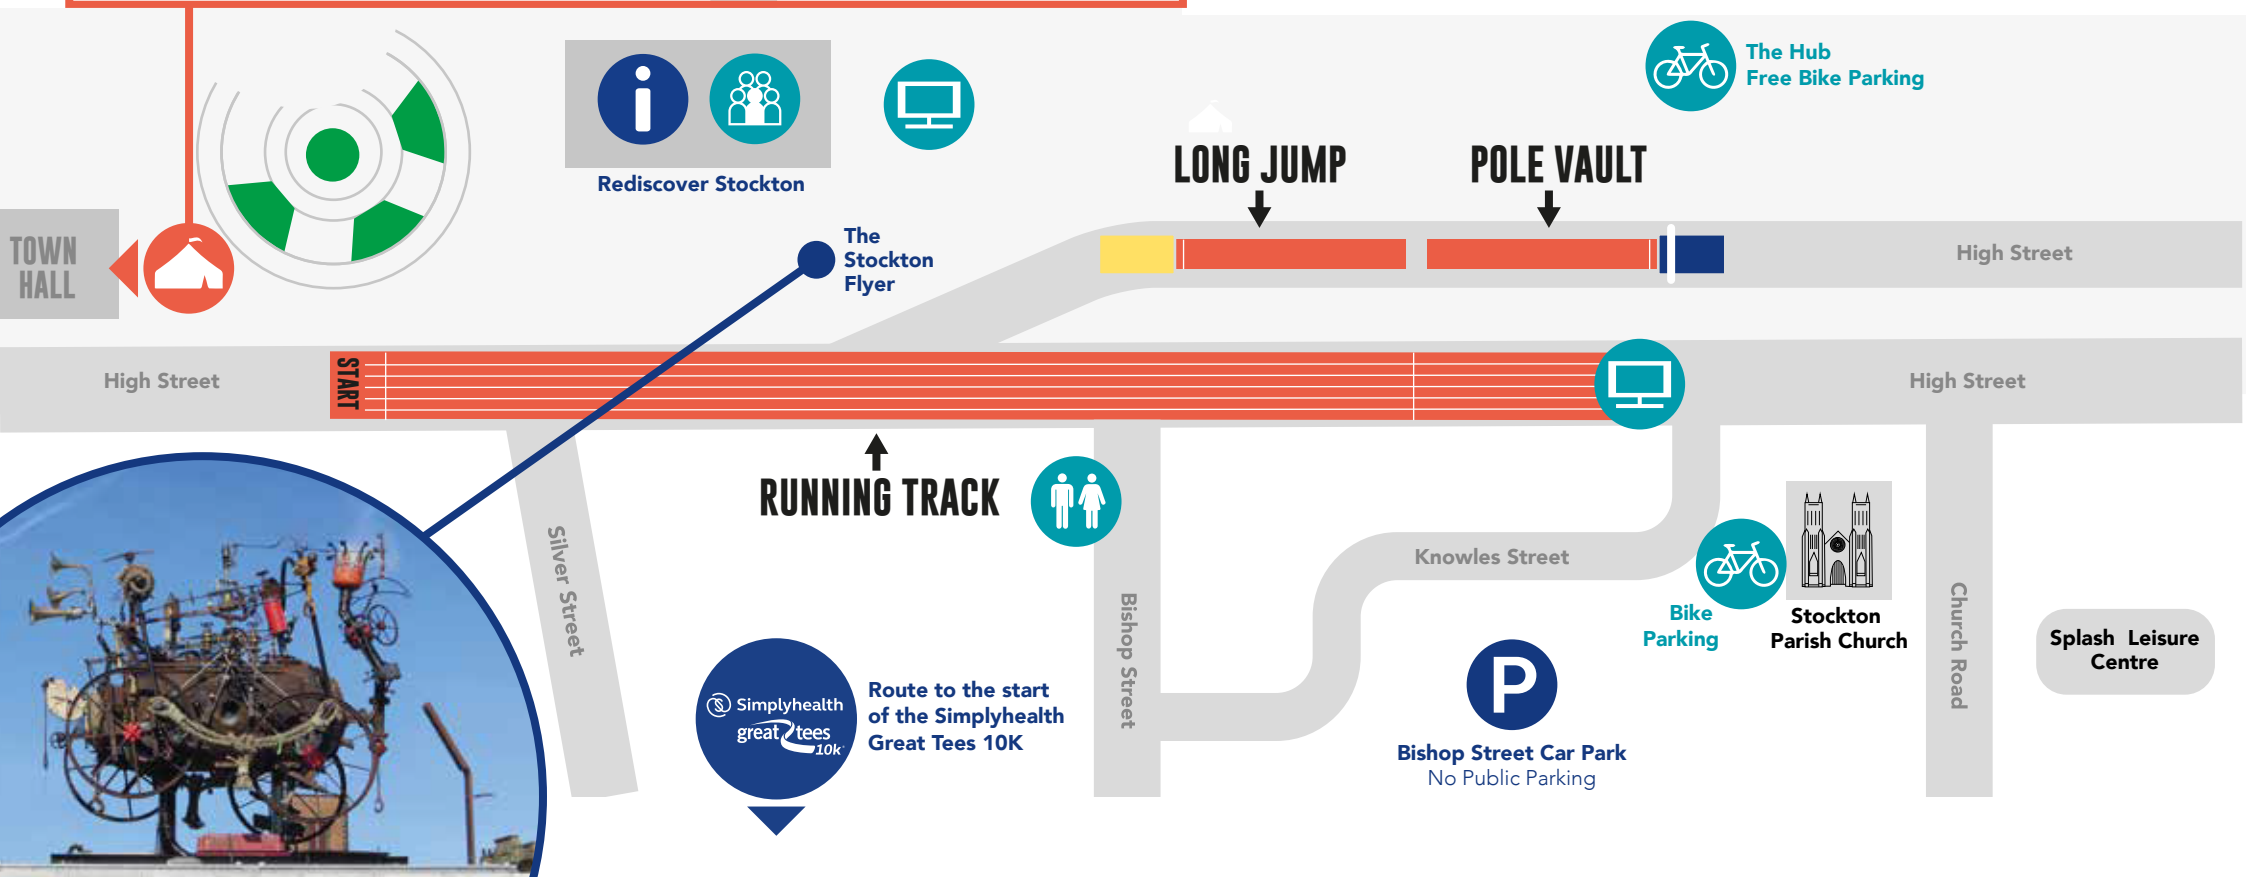 The Hub
Free Bike Parking
LONG JUMP
POLE VAULT
Rediscover Stockton
TOWN
HALL
The
Stockton
Flyer
High Street
High Street
START
High Street
RUNNING TRACK
Silver Street
Knowles Street
Bishop Street
Bike
Parking
Stockton
Parish Church
Church Road
Splash Leisure
Centre
Simplyhealth
great tees
10k
Route to the start
of the Simplyhealth
Great Tees 10K
P
Bishop Street Car Park
No Public Parking